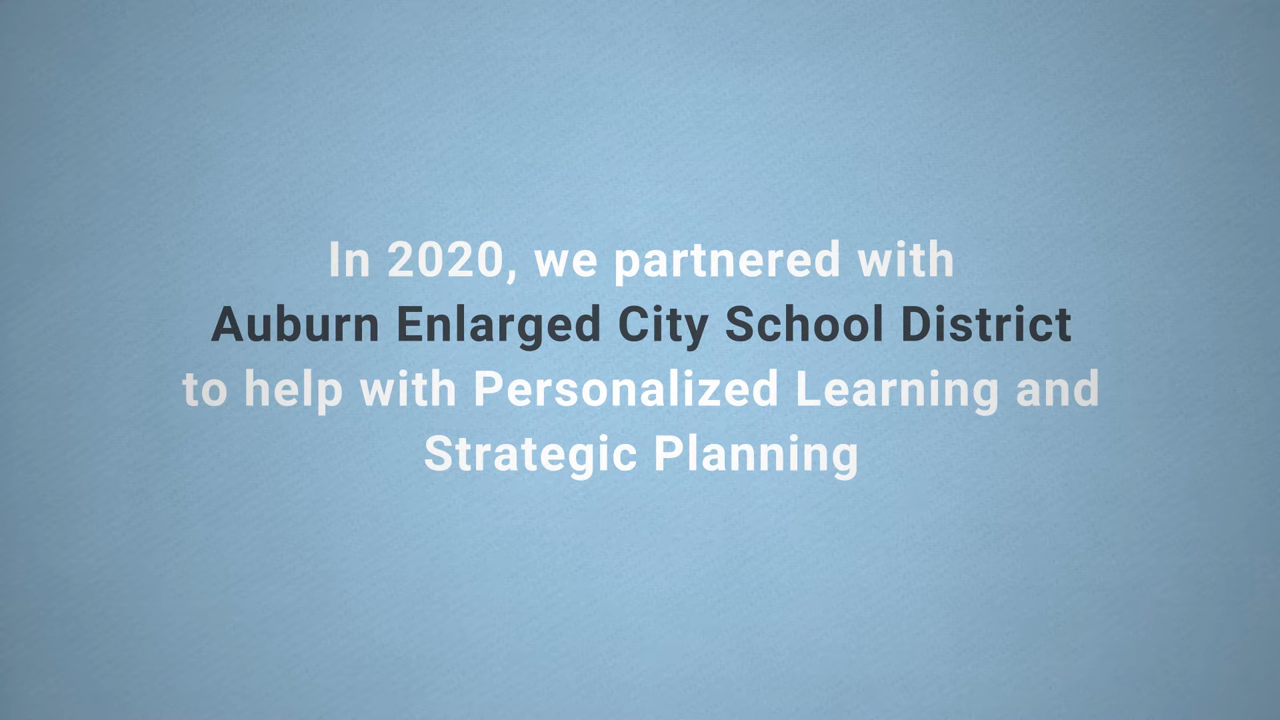 In 2020, we partnered with
Auburn Enlarged City School District
to help with Personalized Learning and
Strategic Planning